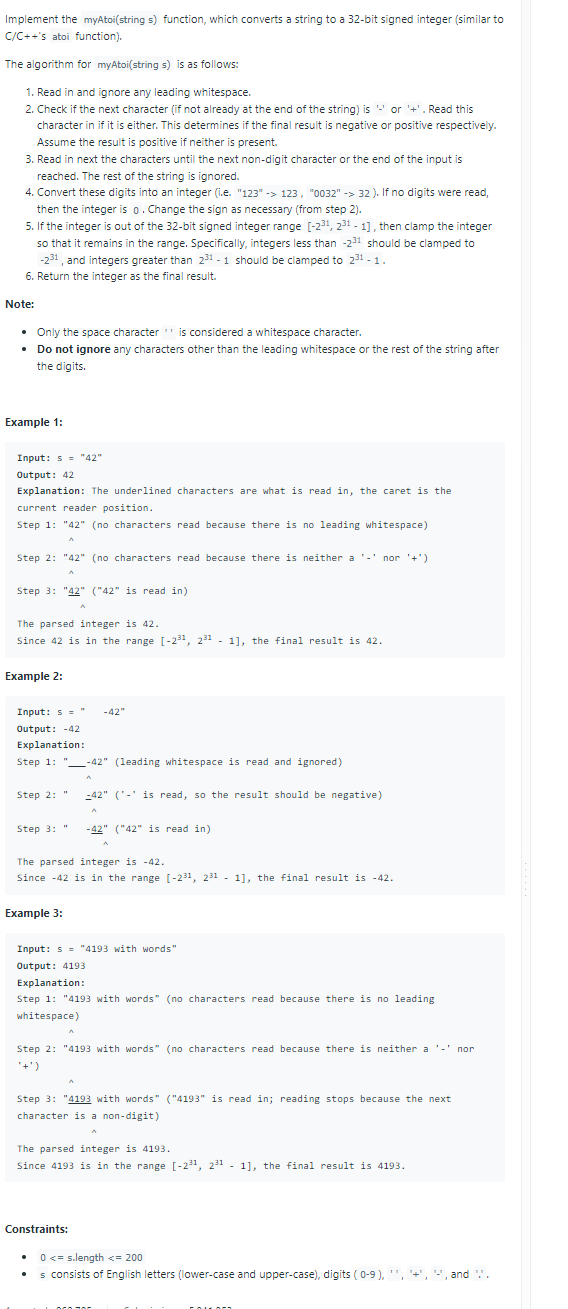 Implement the myAtoi(string s) function, which converts a string to a 32-bit signed integer (similar to
C/C++'s atoi function).
The algorithm for myAtoi(string s) is as follows:
1. Read in and ignore any leading whitespace.
2. Check if the next character (if not already at the end of the string) is '-' or '+'. Read this
character in if it is either. This determines if the final result is negative or positive respectively.
Assume the result is positive if neither is present.
3. Read in next the characters until the next non-digit character or the end of the input is
reached. The rest of the string is ignored.
4. Convert these digits into an integer (i.e. "123" -> 123, "0032" -> 32). If no digits were read,
then the integer is 0. Change the sign as necessary (from step 2).
5. If the integer is out of the 32-bit signed integer range [-2³¹, 2³¹ - 1], then clamp the integer
so that it remains in the range. Specifically, integers less than -2³¹ should be clamped to
-2³¹, and integers greater than 2³¹ - 1 should be clamped to 2³¹ - 1.
6. Return the integer as the final result.
Note:
• Only the space character ' ' is considered a whitespace character.
• Do not ignore any characters other than the leading whitespace or the rest of the string after
the digits.
Example 1:
Input: s = "42"
Output: 42
Explanation: The underlined characters are what is read in, the caret is the
current reader position.
Step 1: "42" (no characters read because there is no leading whitespace)
^
Step 2: "42" (no characters read because there is neither a '-' nor '+')
^
Step 3: "42" ("42" is read in)
^
The parsed integer is 42.
Since 42 is in the range [-2³¹, 2³¹ - 1], the final result is 42.
Example 2:
Input: s = "   -42"
Output: -42
Explanation:
Step 1: "___-42" (leading whitespace is read and ignored)
^
Step 2: "   -42" ('-' is read, so the result should be negative)
^
Step 3: "   -42" ("42" is read in)
^
The parsed integer is -42.
Since -42 is in the range [-2³¹, 2³¹ - 1], the final result is -42.
Example 3:
Input: s = "4193 with words"
Output: 4193
Explanation:
Step 1: "4193 with words" (no characters read because there is no leading
whitespace)
^
Step 2: "4193 with words" (no characters read because there is neither a '-' nor
'+')
^
Step 3: "4193 with words" ("4193" is read in; reading stops because the next
character is a non-digit)
^
The parsed integer is 4193.
Since 4193 is in the range [-2³¹, 2³¹ - 1], the final result is 4193.
Constraints:
• 0 <= s.length <= 200
• s consists of English letters (lower-case and upper-case), digits (0-9), ' ', '+', '-', and '.'.